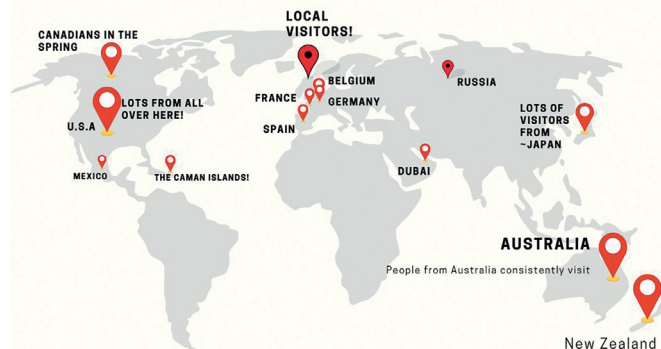 LOCAL
VISITORS!
CANADIANS IN THE
SPRING
LOTS FROM ALL
OVER HERE!
U.S.A
MEXICO
THE CAMAN ISLANDS!
BELGIUM
FRANCE
GERMANY
SPAIN
RUSSIA
DUBAI
LOTS OF
VISITORS
FROM
~JAPAN
AUSTRALIA
People from Australia consistently visit
New Zealand